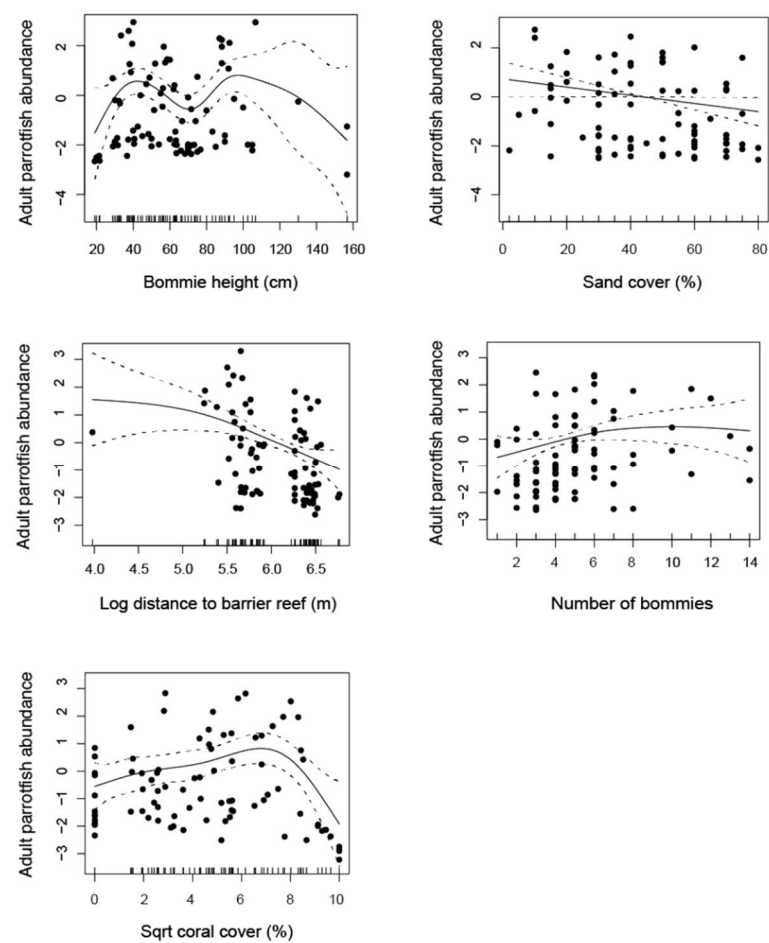 Adult parrotfish abundance
2
0
-2
-4
20 40 60 80 100 120 140 160
Bommie height (cm)
Adult parrotfish abundance
2
0
-2
-4
0 20 40 60 80
Sand cover (%)
Adult parrotfish abundance
3
2
1
0
-1
-2
-3
4.0 4.5 5.0 5.5 6.0 6.5
Log distance to barrier reef (m)
Adult parrotfish abundance
3
2
1
0
-1
-2
-3
2 4 6 8 10 12 14
Number of bommies
Adult parrotfish abundance
3
2
1
0
-1
-2
-3
0 2 4 6 8 10
Sqrt coral cover (%)